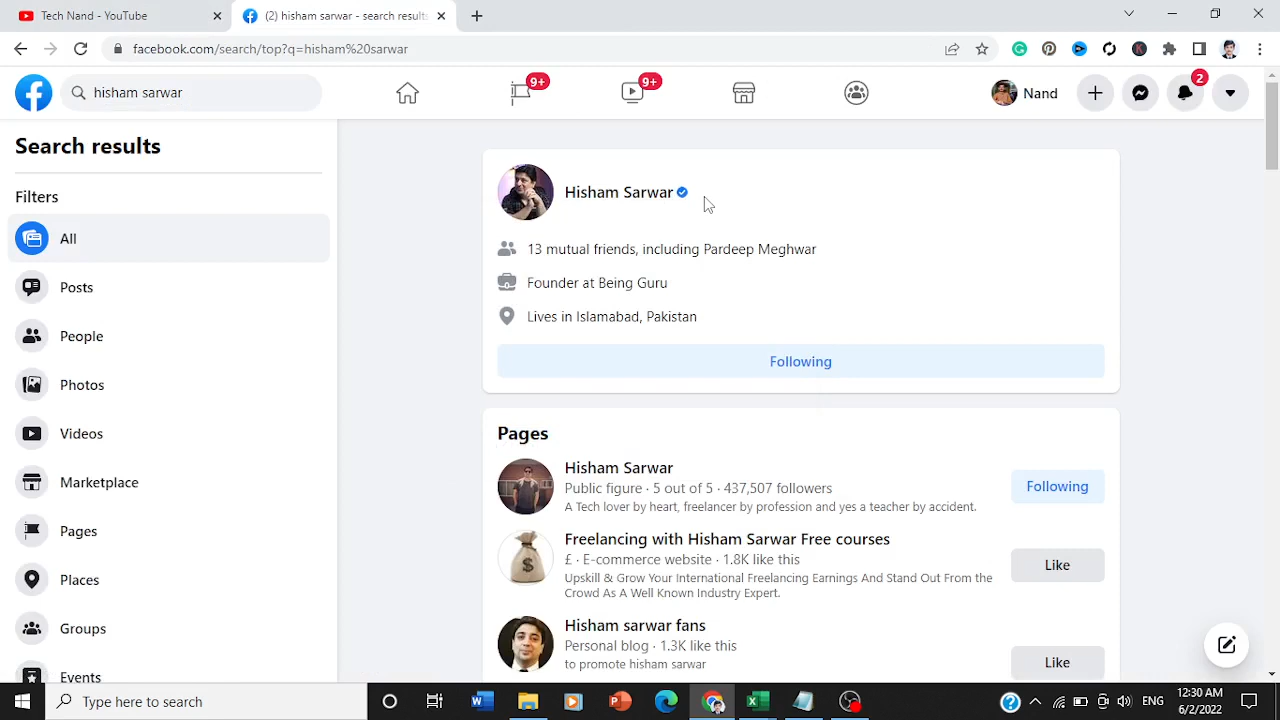 Tech Nand - YouTube
(2) hisham sarwar - search results
facebook.com/search/top?q=hisham%20sarwar
hisham sarwar
9+
9+
Nand
2
Search results
Filters
All
Posts
People
Photos
Videos
Marketplace
Pages
Places
Groups
Events
Hisham Sarwar
13 mutual friends, including Pardeep Meghwar
Founder at Being Guru
Lives in Islamabad, Pakistan
Following
Pages
Hisham Sarwar
Public figure · 5 out of 5 · 437,507 followers
A Tech lover by heart, freelancer by profession and yes a teacher by accident.
Following
Freelancing with Hisham Sarwar Free courses
£ · E-commerce website · 1.8K like this
Upskill & Grow Your International Freelancing Earnings And Stand Out From the
Crowd As A Well Known Industry Expert.
Like
Hisham sarwar fans
Personal blog · 1.3K like this
to promote hisham sarwar
Like
Type here to search
ENG
12:30 AM
6/2/2022